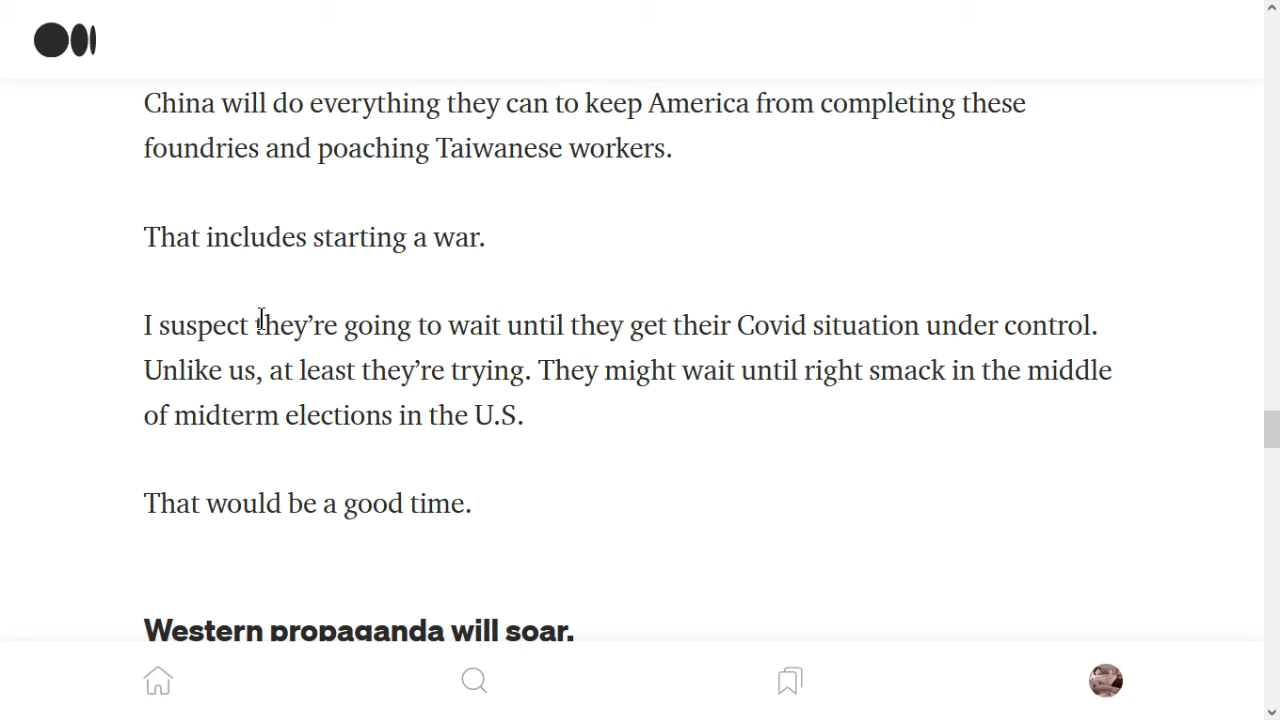 China will do everything they can to keep America from completing these
foundries and poaching Taiwanese workers.
That includes starting a war.
I suspect they’re going to wait until they get their Covid situation under control.
Unlike us, at least they’re trying. They might wait until right smack in the middle
of midterm elections in the U.S.
That would be a good time.
Western propaganda will soar.